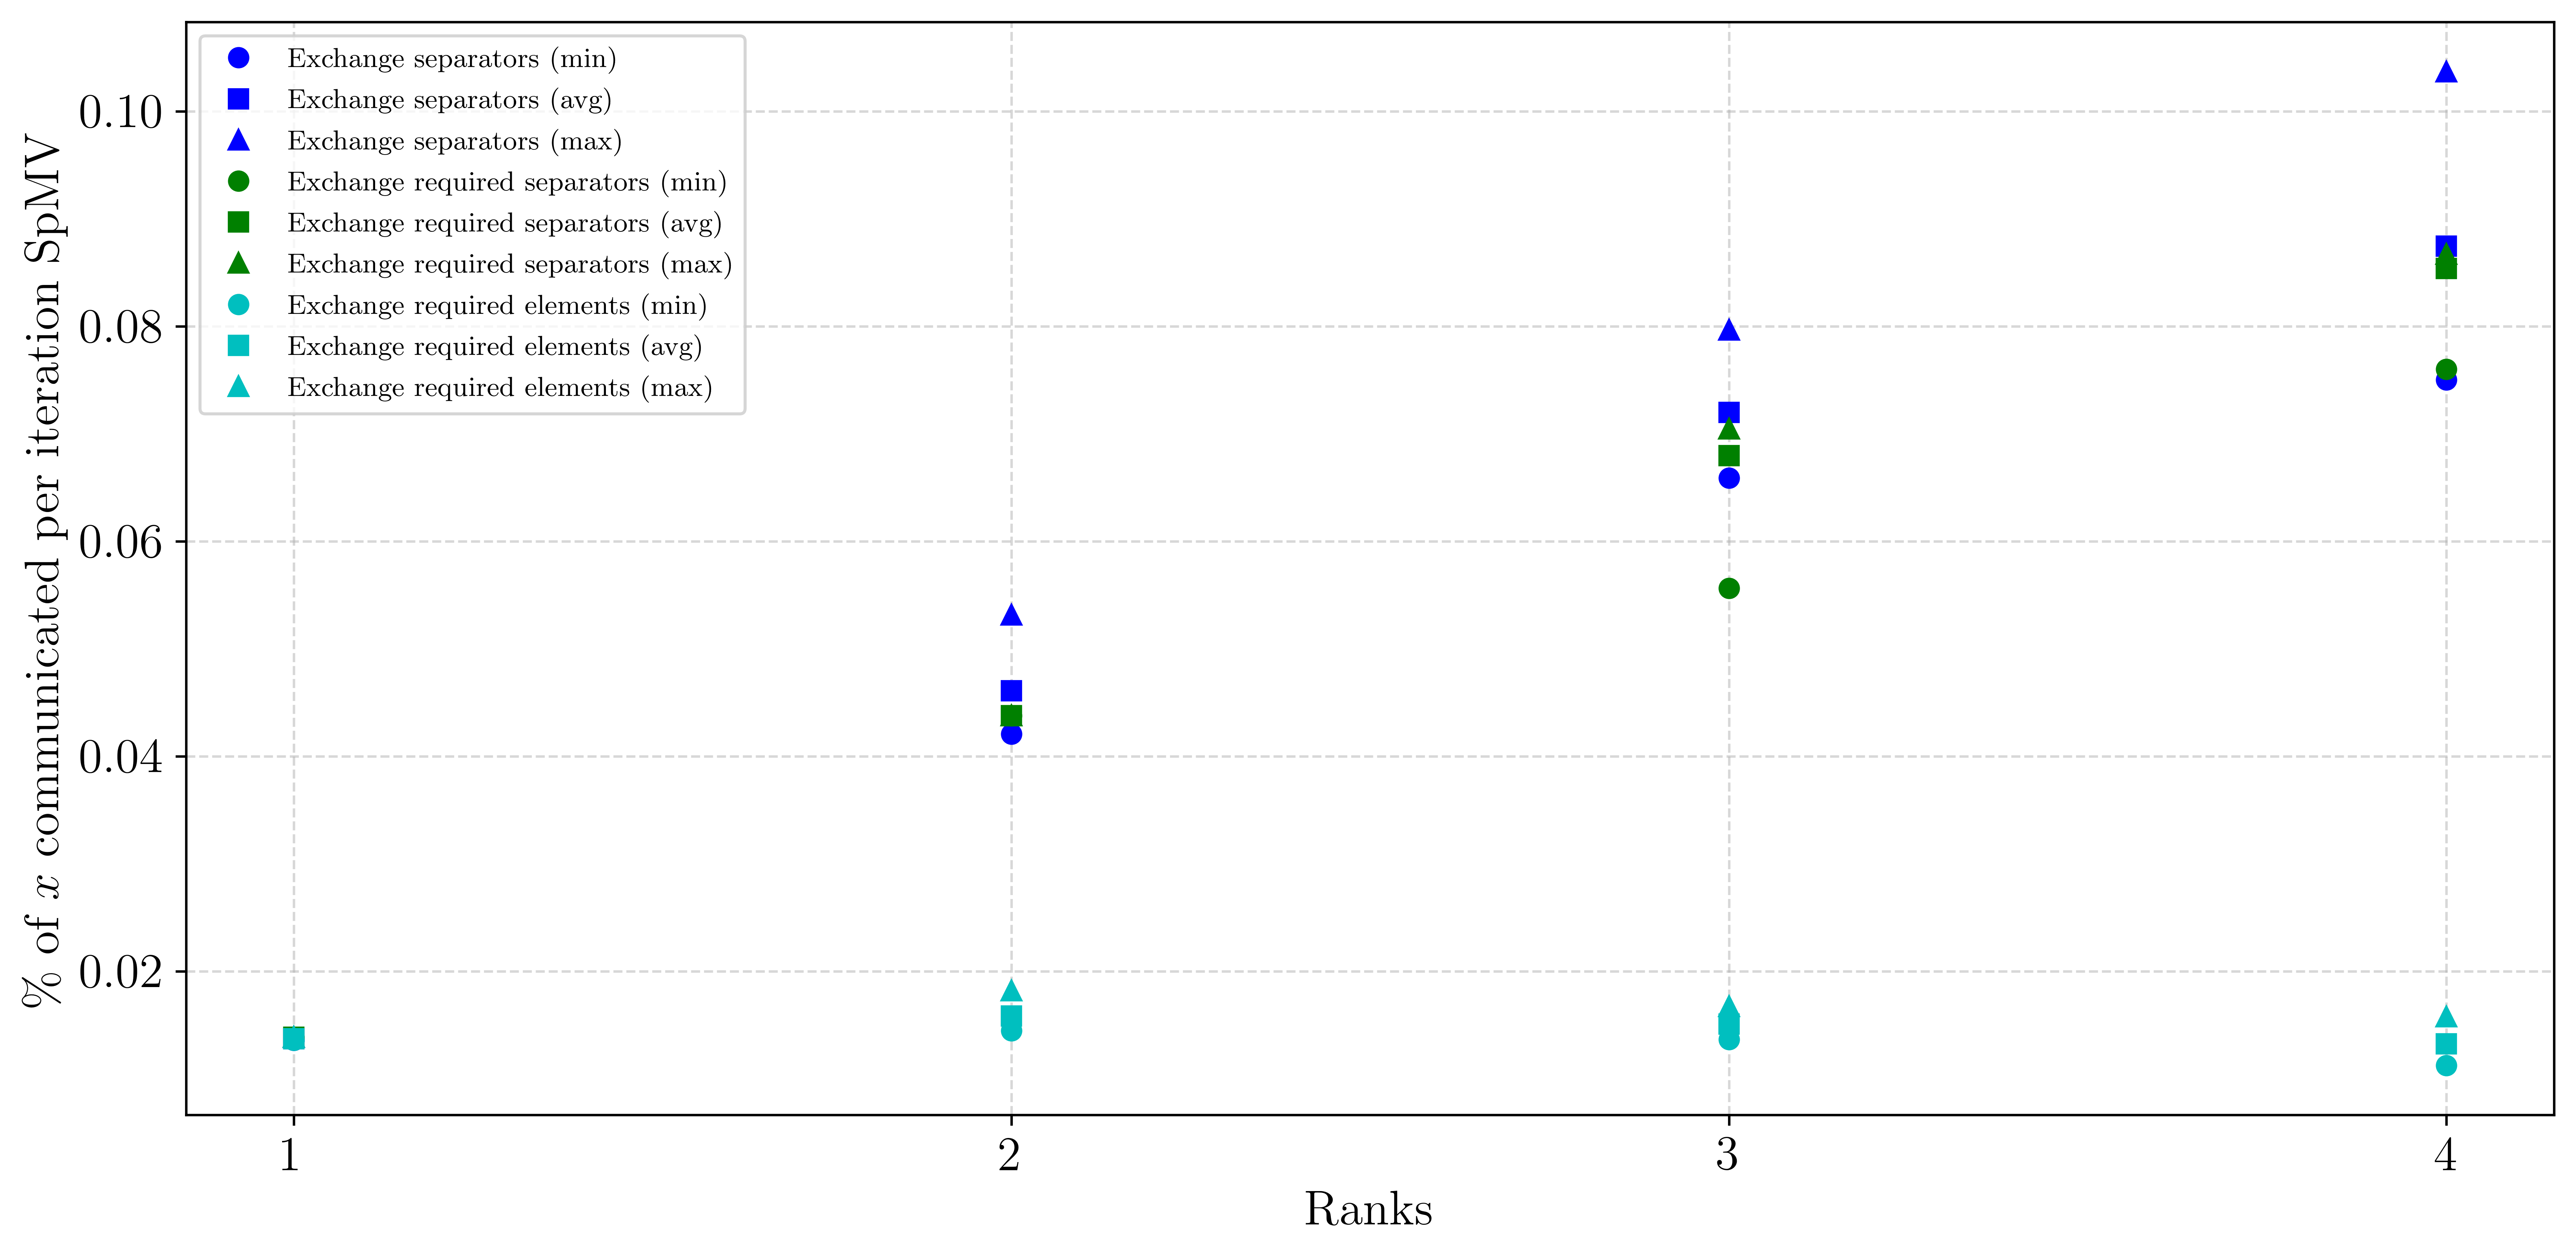 % of x communicated per iteration SpMV
0.10
0.08
0.06
0.04
0.02
Exchange separators (min)
Exchange separators (avg)
Exchange separators (max)
Exchange required separators (min)
Exchange required separators (avg)
Exchange required separators (max)
Exchange required elements (min)
Exchange required elements (avg)
Exchange required elements (max)
1 2 3 4
Ranks